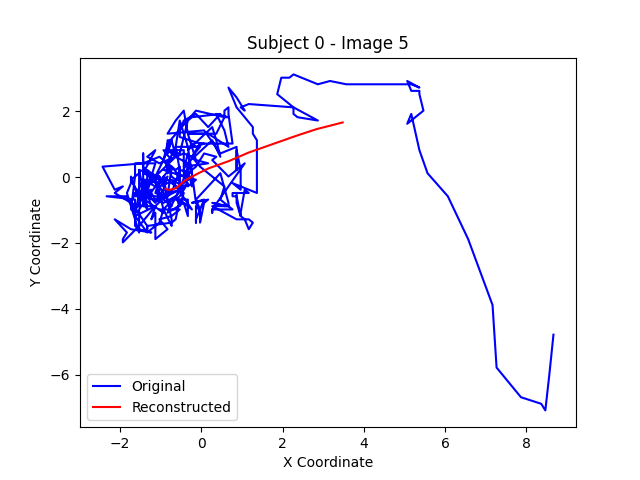 Subject 0 - Image 5
Y Coordinate
2
0
−2
−4
−6
Original
Reconstructed
−2
0
2
4
6
8
X Coordinate